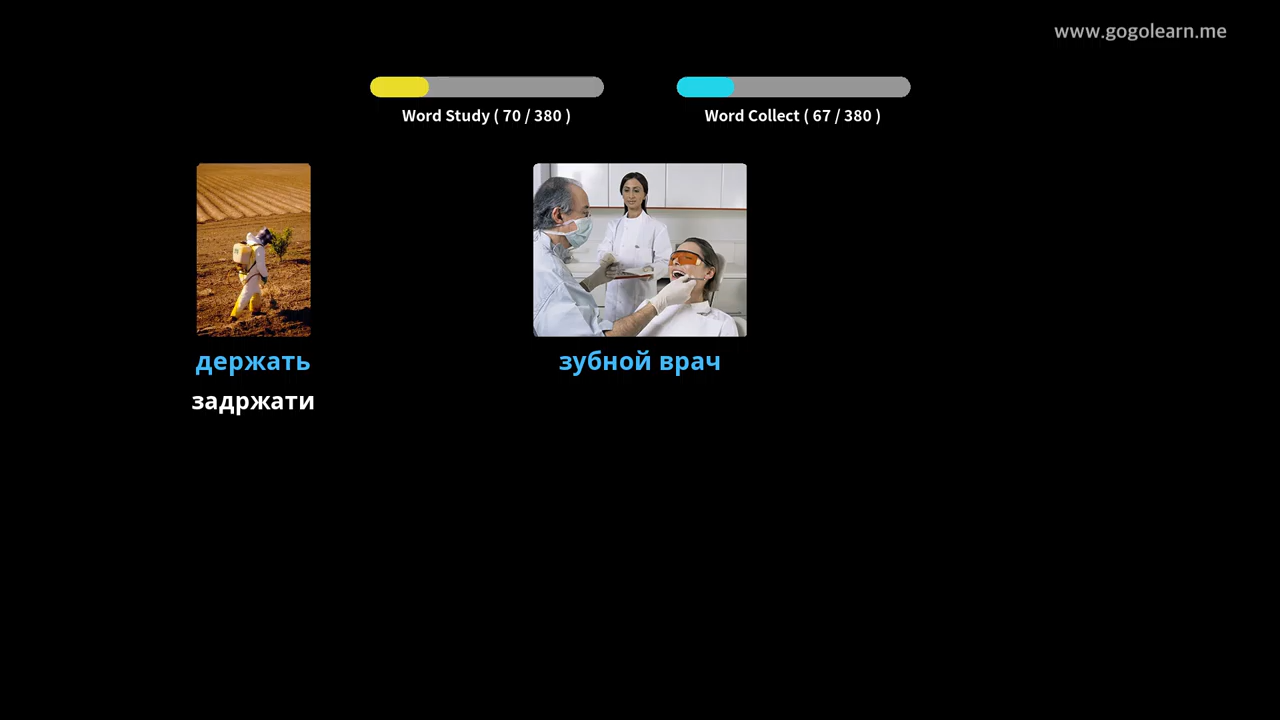 www.gogolearn.me
Word Study ( 70 / 380 )
Word Collect ( 67 / 380 )
держать
зубной врач
задржати